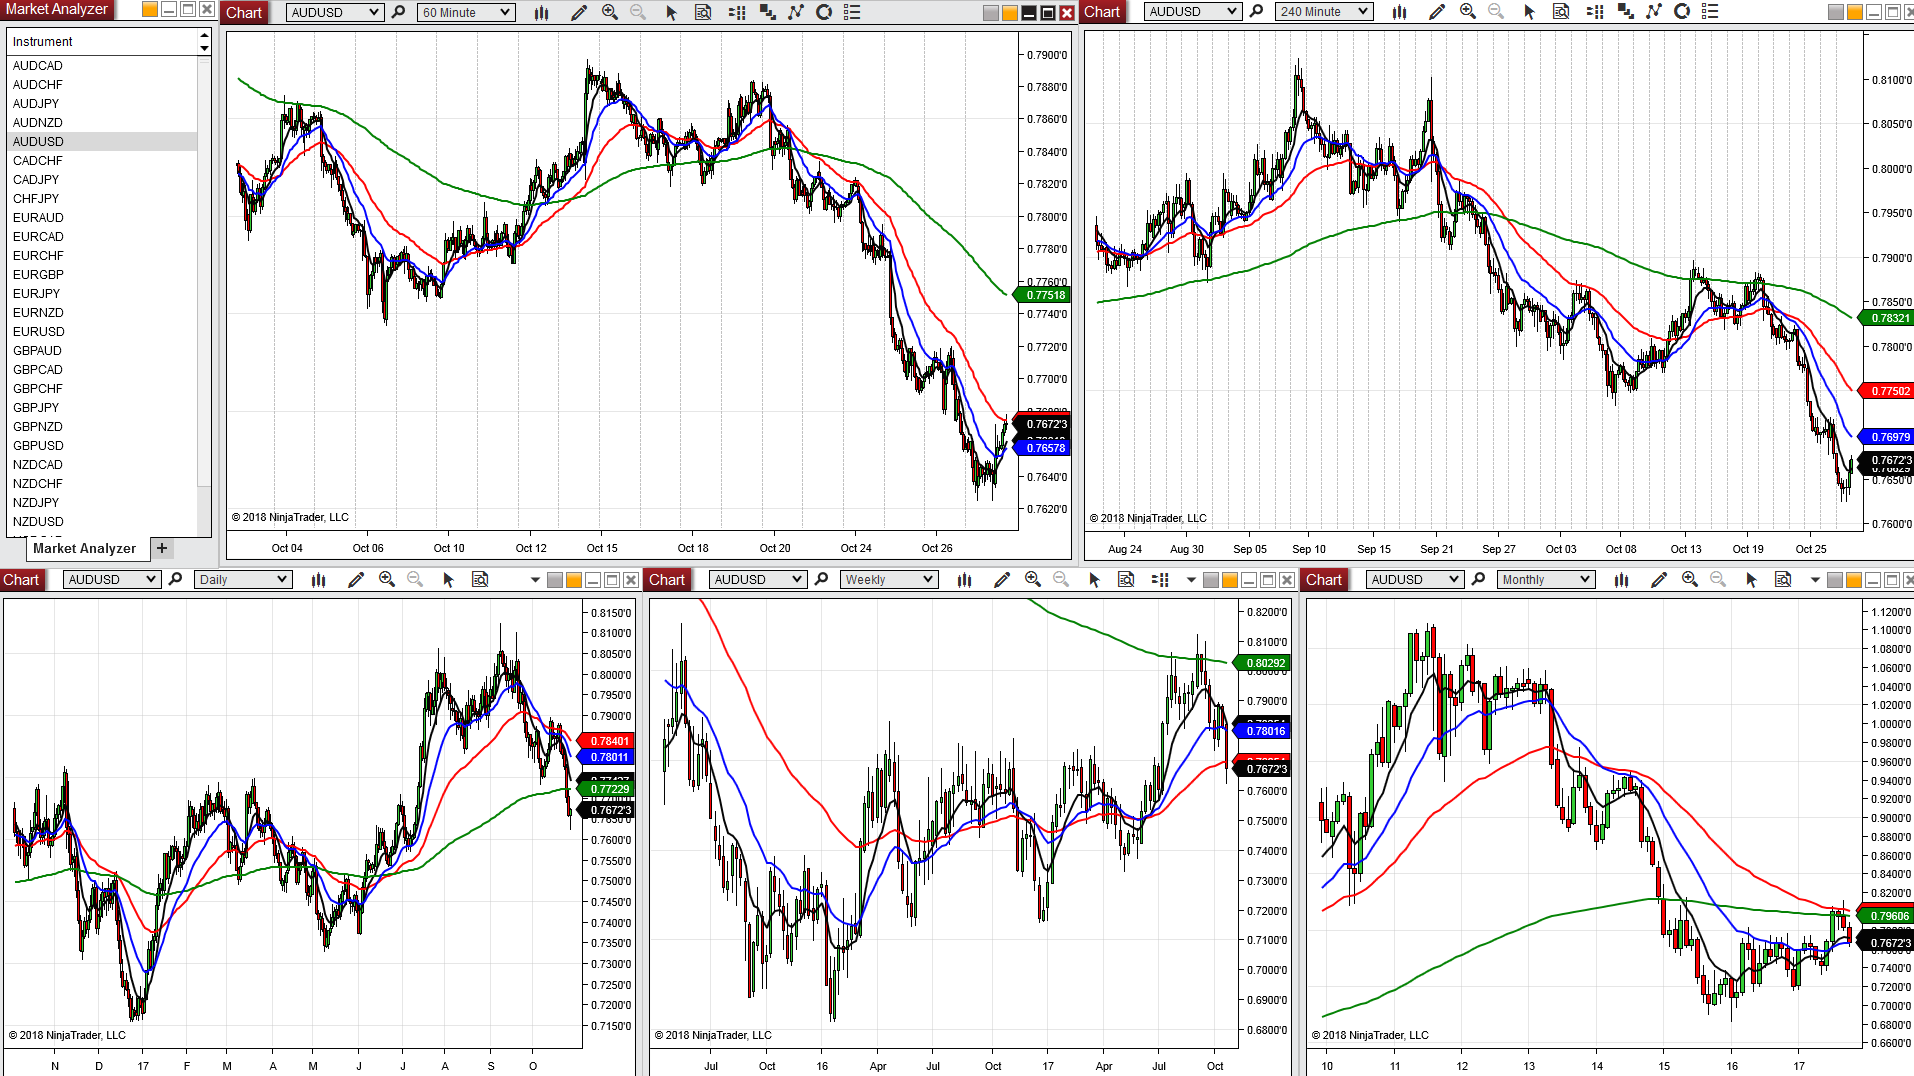 Market Analyzer
Instrument
AUDCAD
AUDCHF
AUDJPY
AUDNZD
AUDUSD
CADCHF
CADJPY
CHFJPY
EURAUD
EURCAD
EURCHF
EURGBP
EURJPY
EURNZD
EURUSD
GBPAUD
GBPCAD
GBPCHF
GBPJPY
GBPNZD
GBPUSD
NZDCAD
NZDCHF
NZDJPY
NZDUSD
Market Analyzer +
Chart AUDUSD 60 Minute
0.7900'0
0.7880'0
0.7860'0
0.7840'0
0.7820'0
0.7800'0
0.7780'0
0.7760'0
0.77518
0.7740'0
0.7720'0
0.7700'0
0.7672'3
0.76578
0.7640'0
0.7620'0
© 2018 NinjaTrader, LLC
Oct 04 Oct 06 Oct 10 Oct 12 Oct 15 Oct 18 Oct 20 Oct 24 Oct 26
Chart AUDUSD 240 Minute
0.8100'0
0.8050'0
0.8000'0
0.7950'0
0.7900'0
0.7850'0
0.78321
0.7800'0
0.77502
0.76979
0.7672'3
0.7650'0
0.7600'0
© 2018 NinjaTrader, LLC
Aug 24 Aug 30 Sep 05 Sep 10 Sep 15 Sep 21 Sep 27 Oct 03 Oct 08 Oct 13 Oct 19 Oct 25
Chart AUDUSD Daily
0.8150'0
0.8100'0
0.8050'0
0.8000'0
0.7950'0
0.7900'0
0.78401
0.78011
0.77229
0.7672'3
0.7650'0
0.7600'0
0.7550'0
0.7500'0
0.7450'0
0.7400'0
0.7350'0
0.7300'0
0.7250'0
0.7200'0
0.7150'0
© 2018 NinjaTrader, LLC
N D 17 F M A M J J A S O
Chart AUDUSD Weekly
0.8200'0
0.8100'0
0.80292
0.7900'0
0.78016
0.7672'3
0.7600'0
0.7500'0
0.7400'0
0.7300'0
0.7200'0
0.7100'0
0.7000'0
0.6900'0
0.6800'0
© 2018 NinjaTrader, LLC
Jul Oct 16 Apr Jul Oct 17 Apr Jul Oct
Chart AUDUSD Monthly
1.1200'0
1.1000'0
1.0800'0
1.0600'0
1.0400'0
1.0200'0
1.0000'0
0.9800'0
0.9600'0
0.9400'0
0.9200'0
0.9000'0
0.8800'0
0.8600'0
0.8400'0
0.8200'0
0.79606
0.7672'3
0.7400'0
0.7200'0
0.7000'0
0.6800'0
0.6600'0
© 2018 NinjaTrader, LLC
10 11 12 13 14 15 16 17